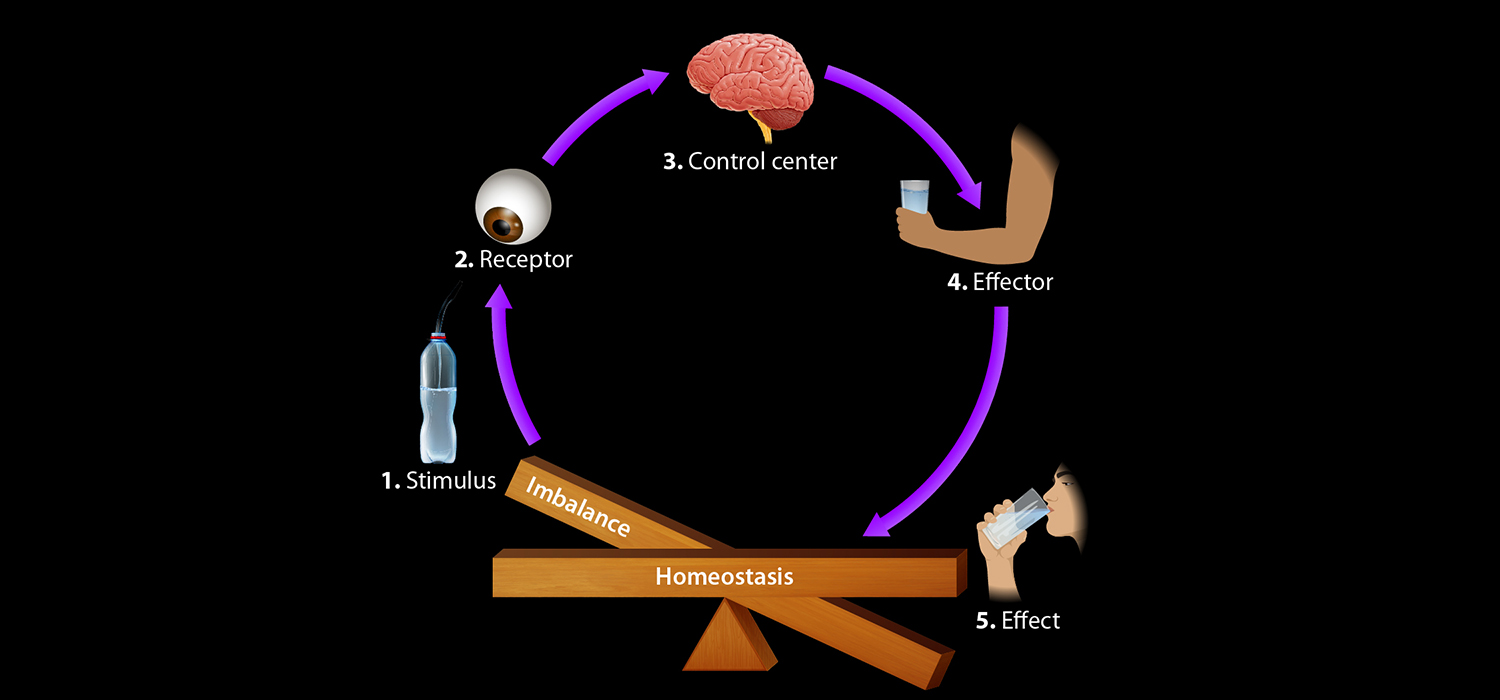 3. Control center
2. Receptor
4. Effector
1. Stimulus
Imbalance
Homeostasis
5. Effect